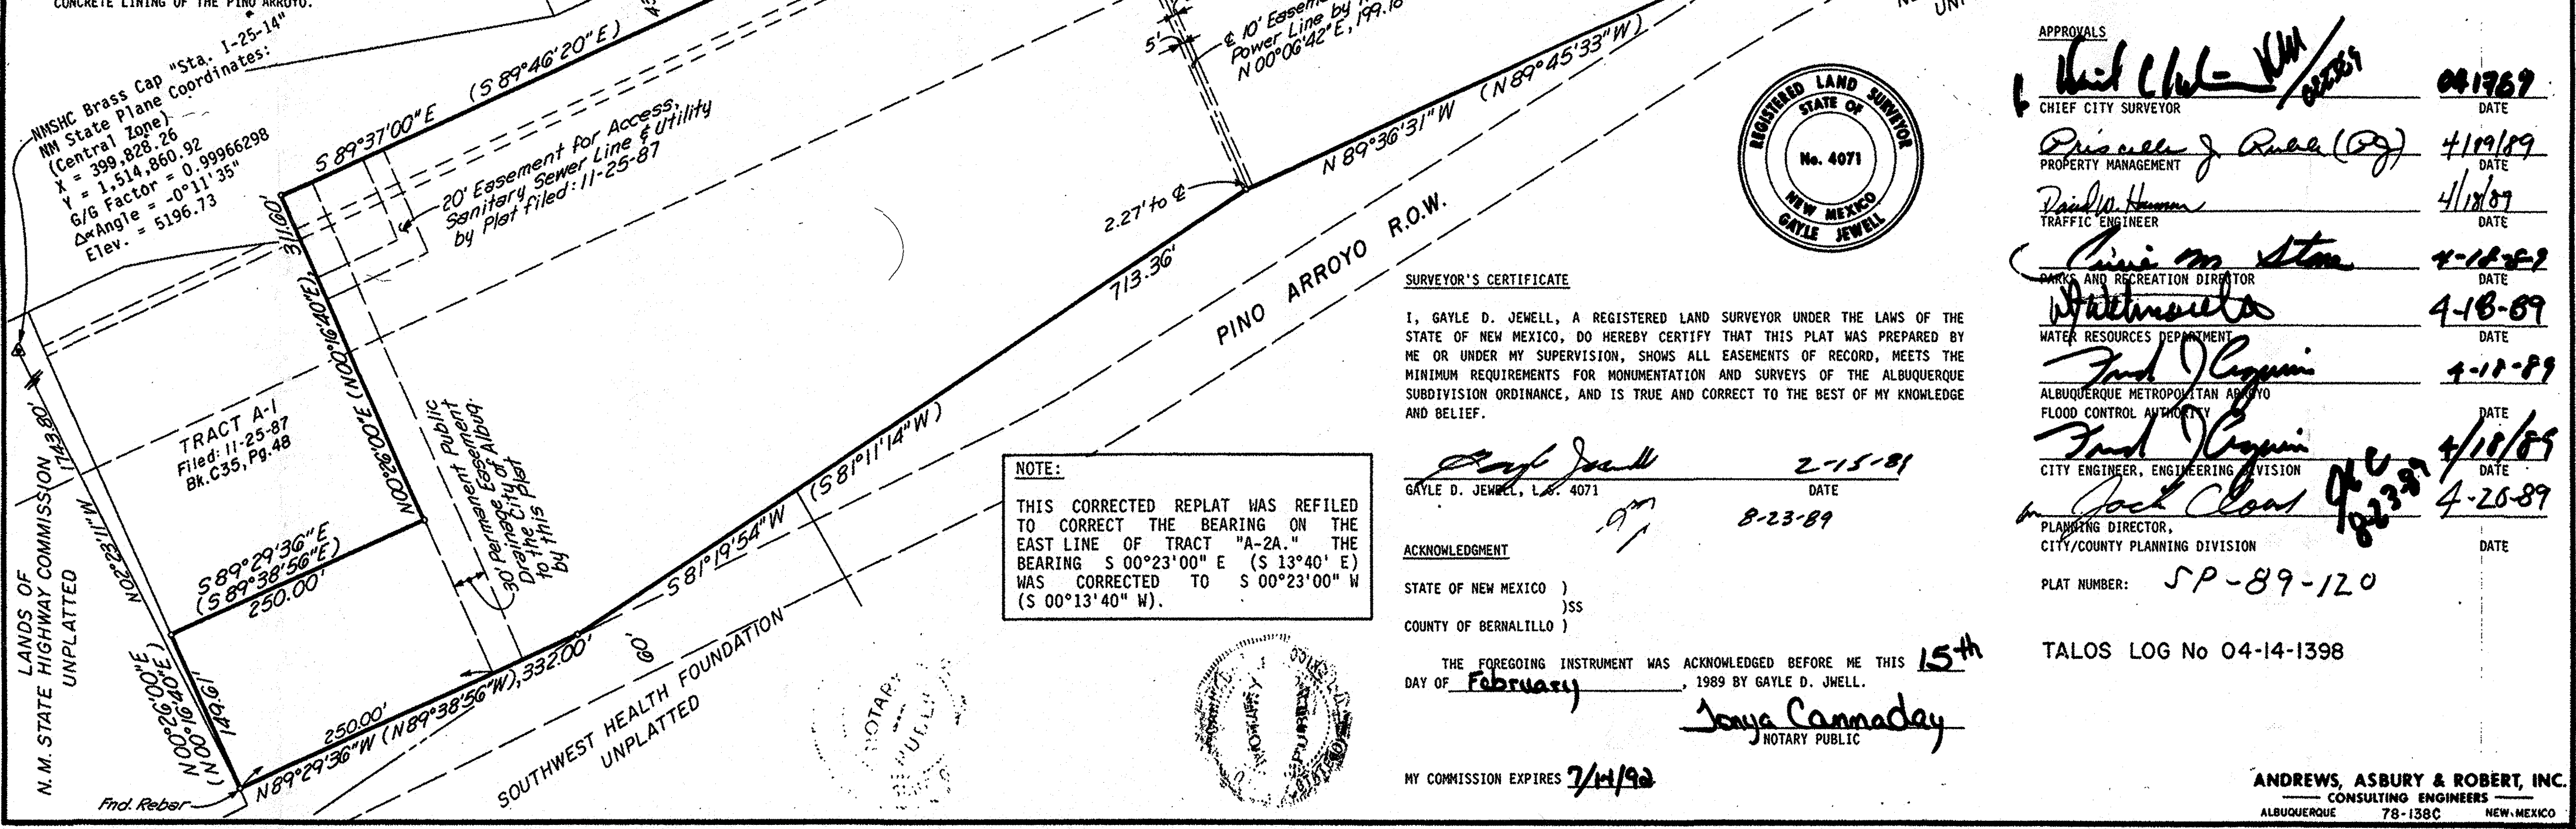 CONCRETE LINING OF THE PINO ARROYO.
NMSHC Brass Cap "Sta. I-25-14"
NM State Plane Coordinates:
(Central Zone)
X = 399,828.26
Y = 1,514,860.92
G/G Factor = 0.99966298
Δ∝Angle = -0°11'35"
Elev. = 5196.73
S 89°37'00"E (S 89°46'20"E)
20' Easement for Access,
Sanitary Sewer Line & Utility
by Plat filed: 11-25-87
5'
℄ 10'
Power Line by
N 00°06'42"E, 199.16'
N 89°36'31"W (N 89°45'33"W)
2.27' to ℄
713.36'
PINO ARROYO R.O.W.
N00°26'00"E (N00°16'40"E), 311.60'
TRACT A-1
Filed: 11-25-87
Bk. C35, Pg. 48
30' Permanent Public
Drainage Easement
to the City of Albuq.
by this Plat
LANDS OF
N. M. STATE HIGHWAY COMMISSION
UNPLATTED
N02°23'11"W 1743.80'
S 89°29'36"E
(S 89°38'56"E)
250.00'
N00°26'00"E
(N00°16'40"E)
149.61'
250.00'
N89°29'36"W (N89°38'56"W), 332.00'
Fnd. Rebar
S 81°19'54"W (S 81°11'14"W)
60'
SOUTHWEST HEALTH FOUNDATION
UNPLATTED
NOTE:
THIS CORRECTED REPLAT WAS REFILED
TO CORRECT THE BEARING ON THE
EAST LINE OF TRACT "A-2A." THE
BEARING S 00°23'00" E (S 13°40' E)
WAS CORRECTED TO S 00°23'00" W
(S 00°13'40" W).
NOTARY
PUBLIC
REGISTERED LAND SURVEYOR
STATE OF
No. 4071
NEW MEXICO
GAYLE JEWELL
SURVEYOR'S CERTIFICATE
I, GAYLE D. JEWELL, A REGISTERED LAND SURVEYOR UNDER THE LAWS OF THE
STATE OF NEW MEXICO, DO HEREBY CERTIFY THAT THIS PLAT WAS PREPARED BY
ME OR UNDER MY SUPERVISION, SHOWS ALL EASEMENTS OF RECORD, MEETS THE
MINIMUM REQUIREMENTS FOR MONUMENTATION AND SURVEYS OF THE ALBUQUERQUE
SUBDIVISION ORDINANCE, AND IS TRUE AND CORRECT TO THE BEST OF MY KNOWLEDGE
AND BELIEF.
2-15-89
GAYLE D. JEWELL, L.S. 4071 DATE
8-23-89
ACKNOWLEDGMENT
STATE OF NEW MEXICO )
)SS
COUNTY OF BERNALILLO )
THE FOREGOING INSTRUMENT WAS ACKNOWLEDGED BEFORE ME THIS 15th
DAY OF February, 1989 BY GAYLE D. JWELL.
Tonya Cannaday
NOTARY PUBLIC
MY COMMISSION EXPIRES 7/14/92
APPROVALS
041789
CHIEF CITY SURVEYOR DATE
4/19/89
PROPERTY MANAGEMENT DATE
4/18/89
TRAFFIC ENGINEER DATE
4-18-89
PARKS AND RECREATION DIRECTOR DATE
4-18-89
WATER RESOURCES DEPARTMENT DATE
4-18-89
ALBUQUERQUE METROPOLITAN ARROYO
FLOOD CONTROL AUTHORITY DATE
4/18/89
CITY ENGINEER, ENGINEERING DIVISION DATE
Jack Cloud 8-23-89 4-20-89
PLANNING DIRECTOR,
CITY/COUNTY PLANNING DIVISION DATE
PLAT NUMBER: SP-89-120
TALOS LOG No 04-14-1398
ANDREWS, ASBURY & ROBERT, INC.
CONSULTING ENGINEERS
ALBUQUERQUE 78-138C NEW MEXICO